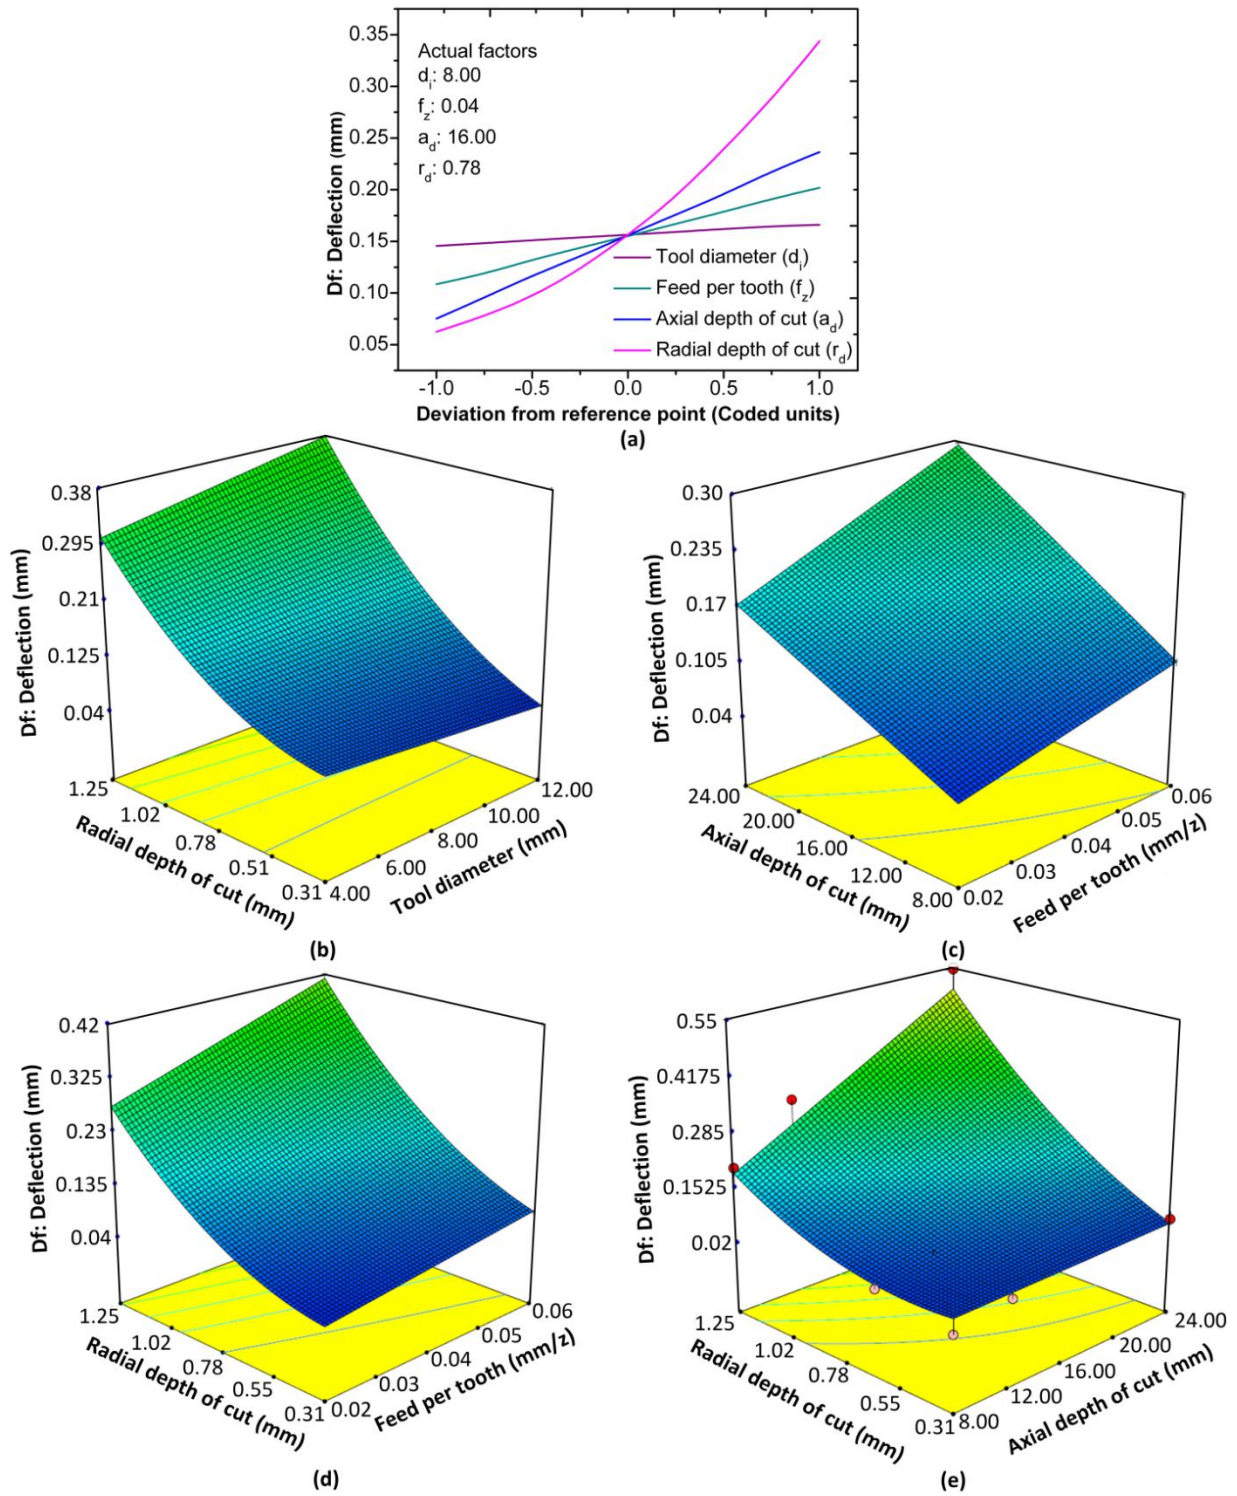 0.35
0.30
0.25
0.20
0.15
0.10
0.05
Df: Deflection (mm)
Actual factors
d_i: 8.00
f_z: 0.04
a_d: 16.00
r_d: 0.78
Tool diameter (d_i)
Feed per tooth (f_z)
Axial depth of cut (a_d)
Radial depth of cut (r_d)
-1.0 -0.5 0.0 0.5 1.0
Deviation from reference point (Coded units)
(a)
0.38
0.295
0.21
0.125
0.04
Df: Deflection (mm)
1.25
1.02
0.78
0.51
0.31
Radial depth of cut (mm)
4.00
6.00
8.00
10.00
12.00
Tool diameter (mm)
(b)
0.30
0.235
0.17
0.105
0.04
Df: Deflection (mm)
24.00
20.00
16.00
12.00
8.00
Axial depth of cut (mm)
0.02
0.03
0.04
0.05
0.06
Feed per tooth (mm/z)
(c)
0.42
0.325
0.23
0.135
0.04
Df: Deflection (mm)
1.25
1.02
0.78
0.55
0.31
Radial depth of cut (mm)
0.02
0.03
0.04
0.05
0.06
Feed per tooth (mm/z)
(d)
0.55
0.4175
0.285
0.1525
0.02
Df: Deflection (mm)
1.25
1.02
0.78
0.55
0.31
Radial depth of cut (mm)
8.00
12.00
16.00
20.00
24.00
Axial depth of cut (mm)
(e)